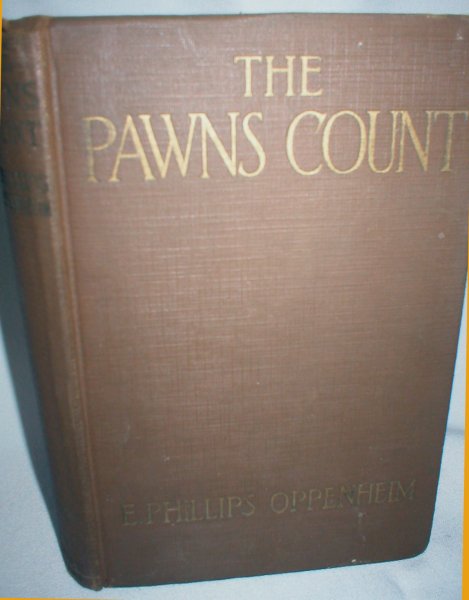 THE
PAWNS COUNT
E. PHILLIPS OPPENHEIM